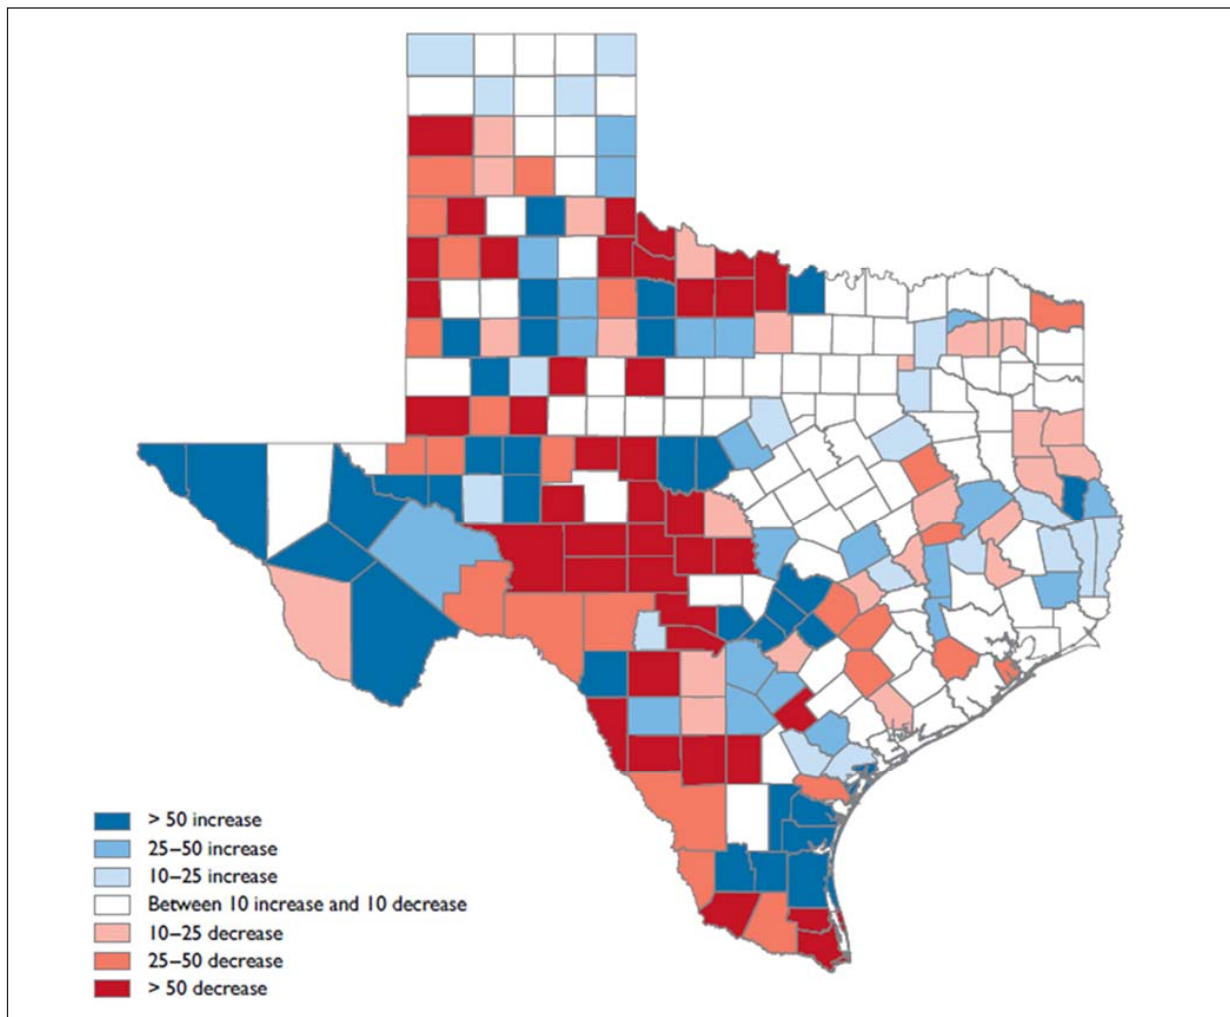 > 50 increase
25–50 increase
10–25 increase
Between 10 increase and 10 decrease
10–25 decrease
25–50 decrease
> 50 decrease